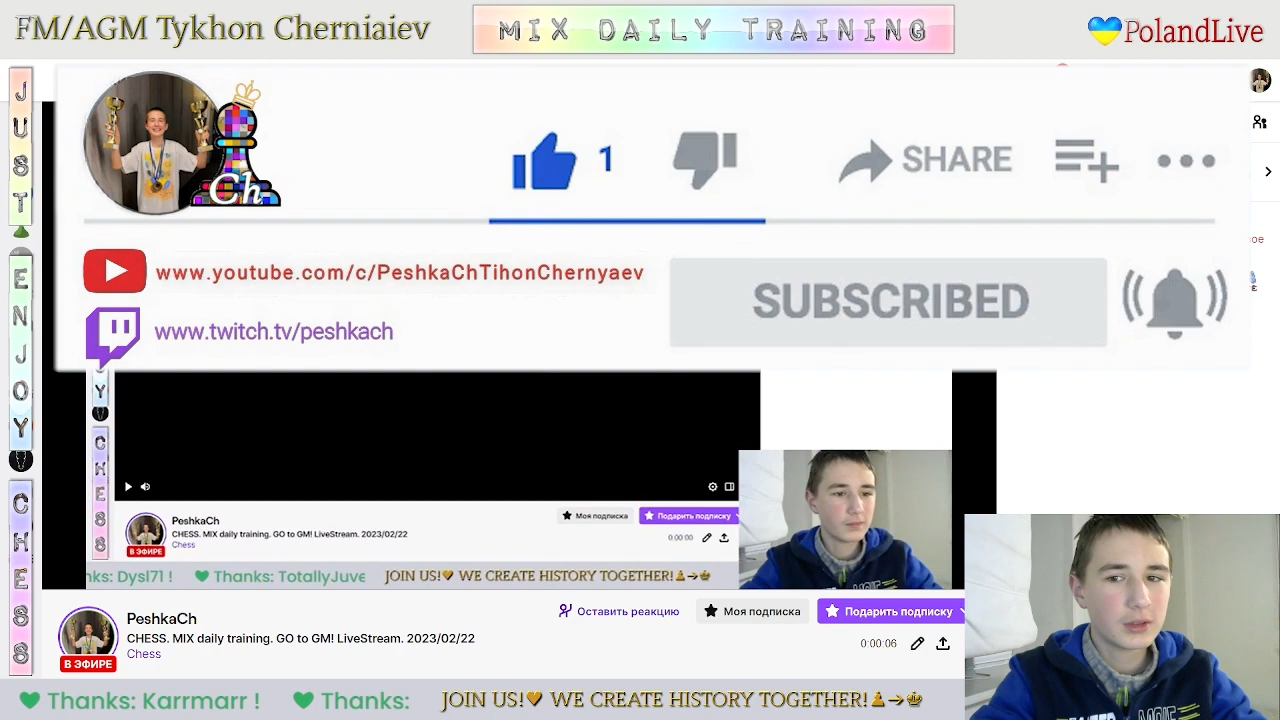 FM/AGM Tykhon Cherniaiev
MIX DAILY TRAINING
PolandLive
JUST
ENJOY
CHESS
Ch
1
SHARE
www.youtube.com/c/PeshkaChTihonChernyaev
SUBSCRIBED
www.twitch.tv/peshkach
Y
CHESS
PeshkaCh
CHESS. MIX daily training. GO to GM! LiveStream. 2023/02/22
Chess
В ЭФИРЕ
Моя подписка
Подарить подписку
0:00:00
Thanks: Dysl71 !
Thanks: TotallyJuve
JOIN US! WE CREATE HISTORY TOGETHER!
PeshkaCh
CHESS. MIX daily training. GO to GM! LiveStream. 2023/02/22
Chess
В ЭФИРЕ
Оставить реакцию
Моя подписка
Подарить подписку
0:00:06
Thanks: Karrmarr !
Thanks:
JOIN US! WE CREATE HISTORY TOGETHER!